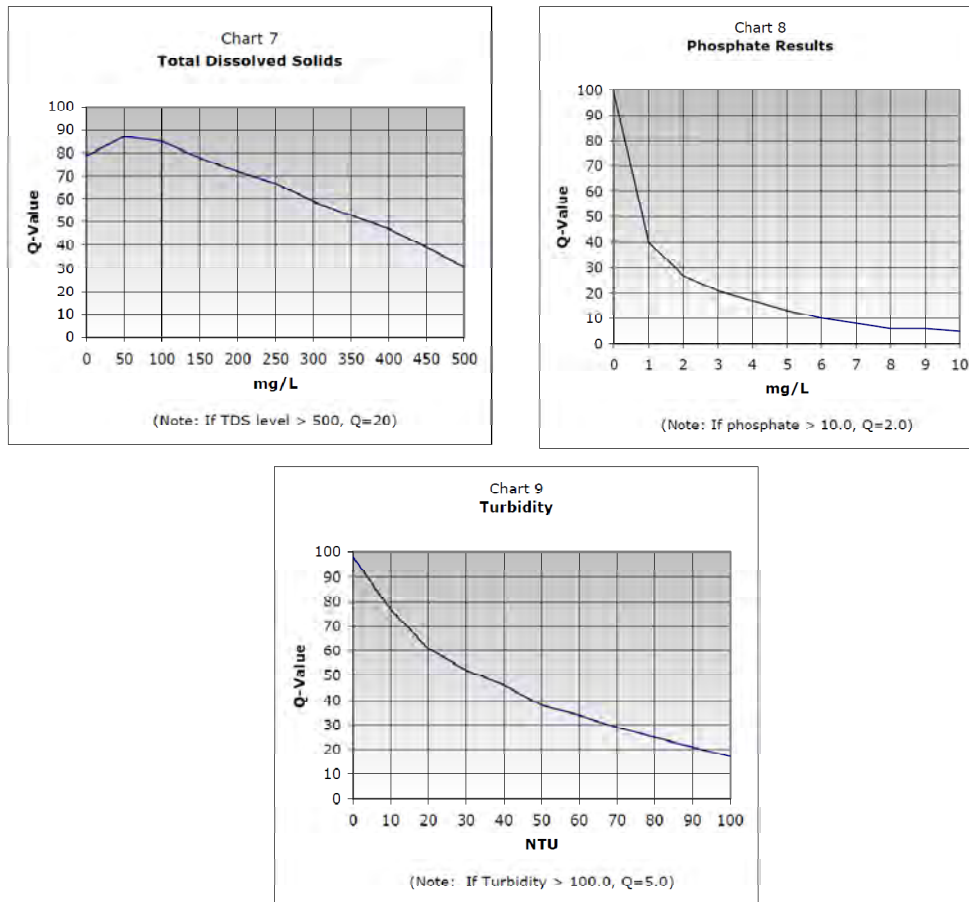 Chart 7
Total Dissolved Solids
100
90
80
70
60
50
40
30
20
10
0
Q-Value
0 50 100 150 200 250 300 350 400 450 500
mg/L
(Note: If TDS level > 500, Q=20)
Chart 8
Phosphate Results
100
90
80
70
60
50
40
30
20
10
0
Q-Value
0 1 2 3 4 5 6 7 8 9 10
mg/L
(Note: If phosphate > 10.0, Q=2.0)
Chart 9
Turbidity
100
90
80
70
60
50
40
30
20
10
0
Q-Value
0 10 20 30 40 50 60 70 80 90 100
NTU
(Note: If Turbidity > 100.0, Q=5.0)